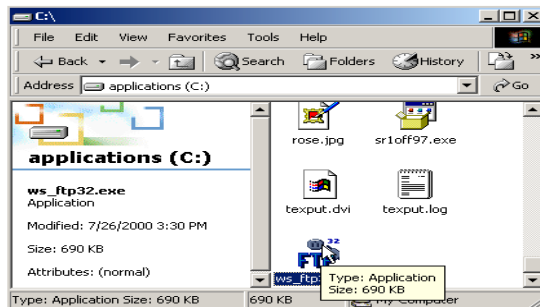 C:\
File Edit View Favorites Tools Help
Back Search Folders History
Address applications (C:) Go
applications (C:)
ws_ftp32.exe
Application
Modified: 7/26/2000 3:30 PM
Size: 690 KB
Attributes: (normal)
rose.jpg sr1off97.exe
texput.dvi texput.log
32
FTP
ws_ftp
Type: Application
Size: 690 KB
Type: Application Size: 690 KB 690 KB My Computer